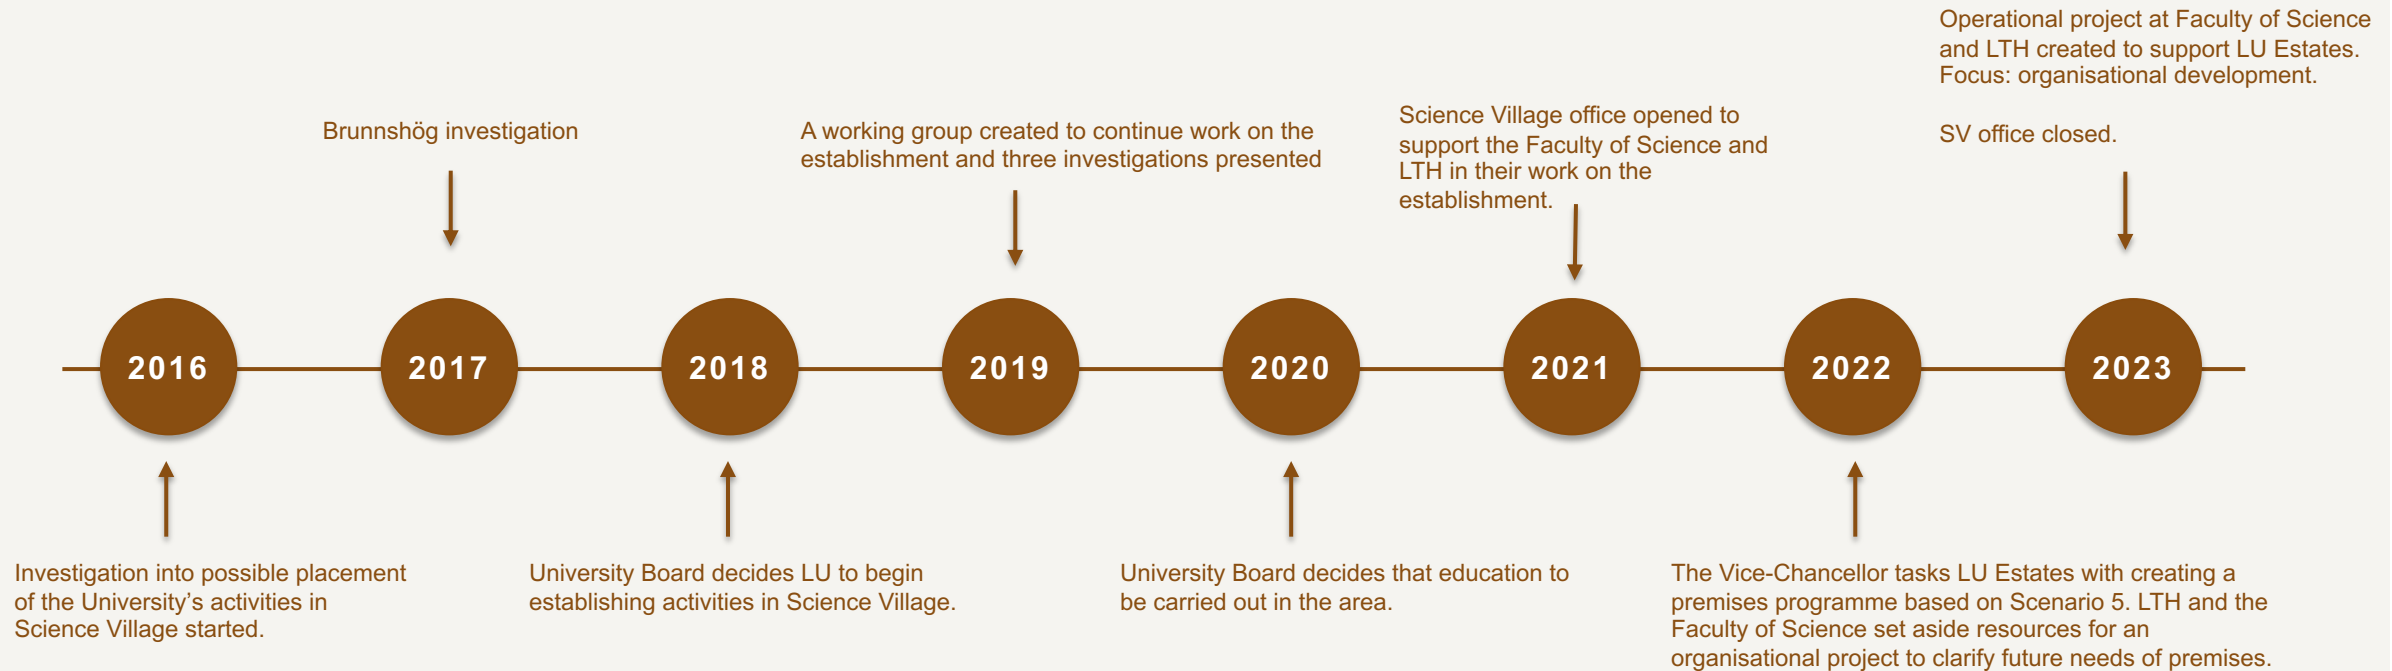 Operational project at Faculty of Science
and LTH created to support LU Estates.
Focus: organisational development.
SV office closed.
Brunnshög investigation
A working group created to continue work on the
establishment and three investigations presented
Science Village office opened to
support the Faculty of Science and
LTH in their work on the
establishment.
2016
2017
2018
2019
2020
2021
2022
2023
Investigation into possible placement
of the University’s activities in
Science Village started.
University Board decides LU to begin
establishing activities in Science Village.
University Board decides that education to
be carried out in the area.
The Vice-Chancellor tasks LU Estates with creating a
premises programme based on Scenario 5. LTH and the
Faculty of Science set aside resources for an
organisational project to clarify future needs of premises.